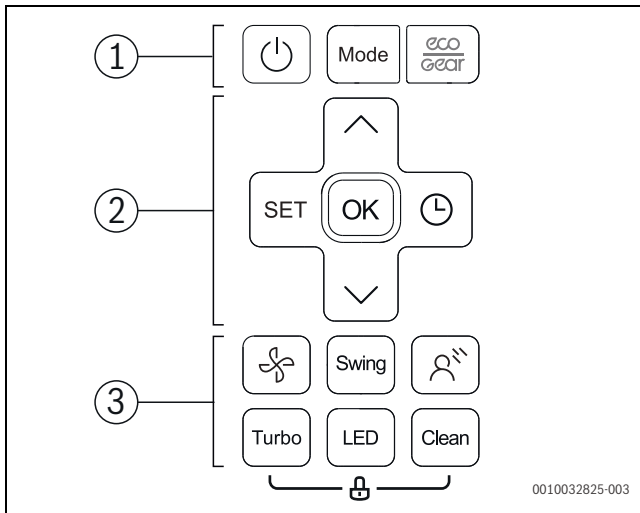 1
Mode
eco
Gear
2
SET OK
3
Swing
Turbo LED Clean
0010032825-003